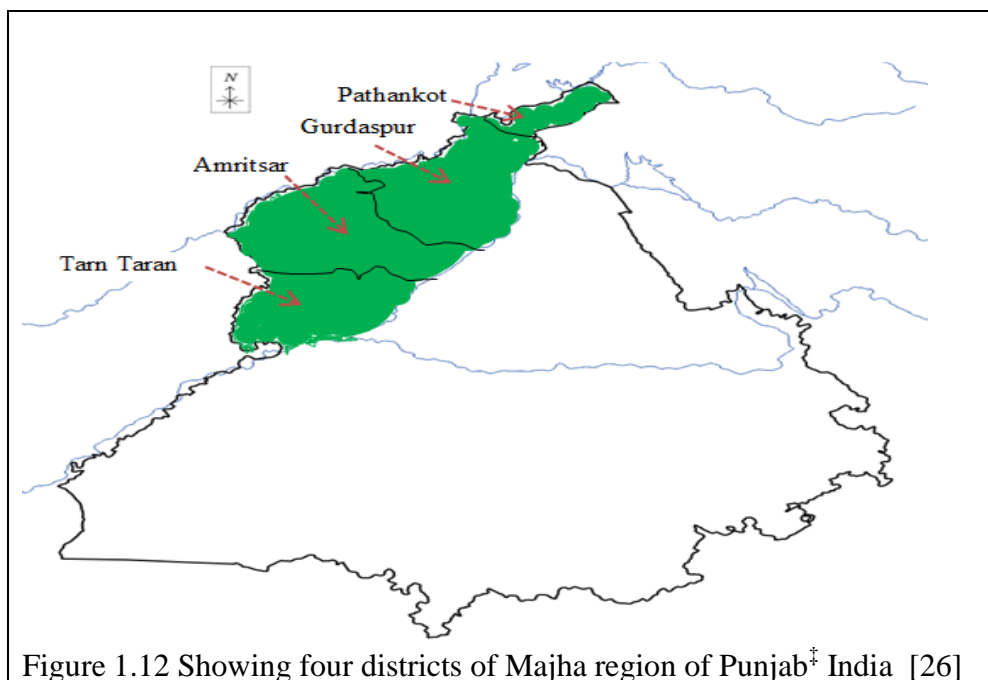 N
Pathankot
Gurdaspur
Amritsar
Tarn Taran
Figure 1.12 Showing four districts of Majha region of Punjab‡ India [26]